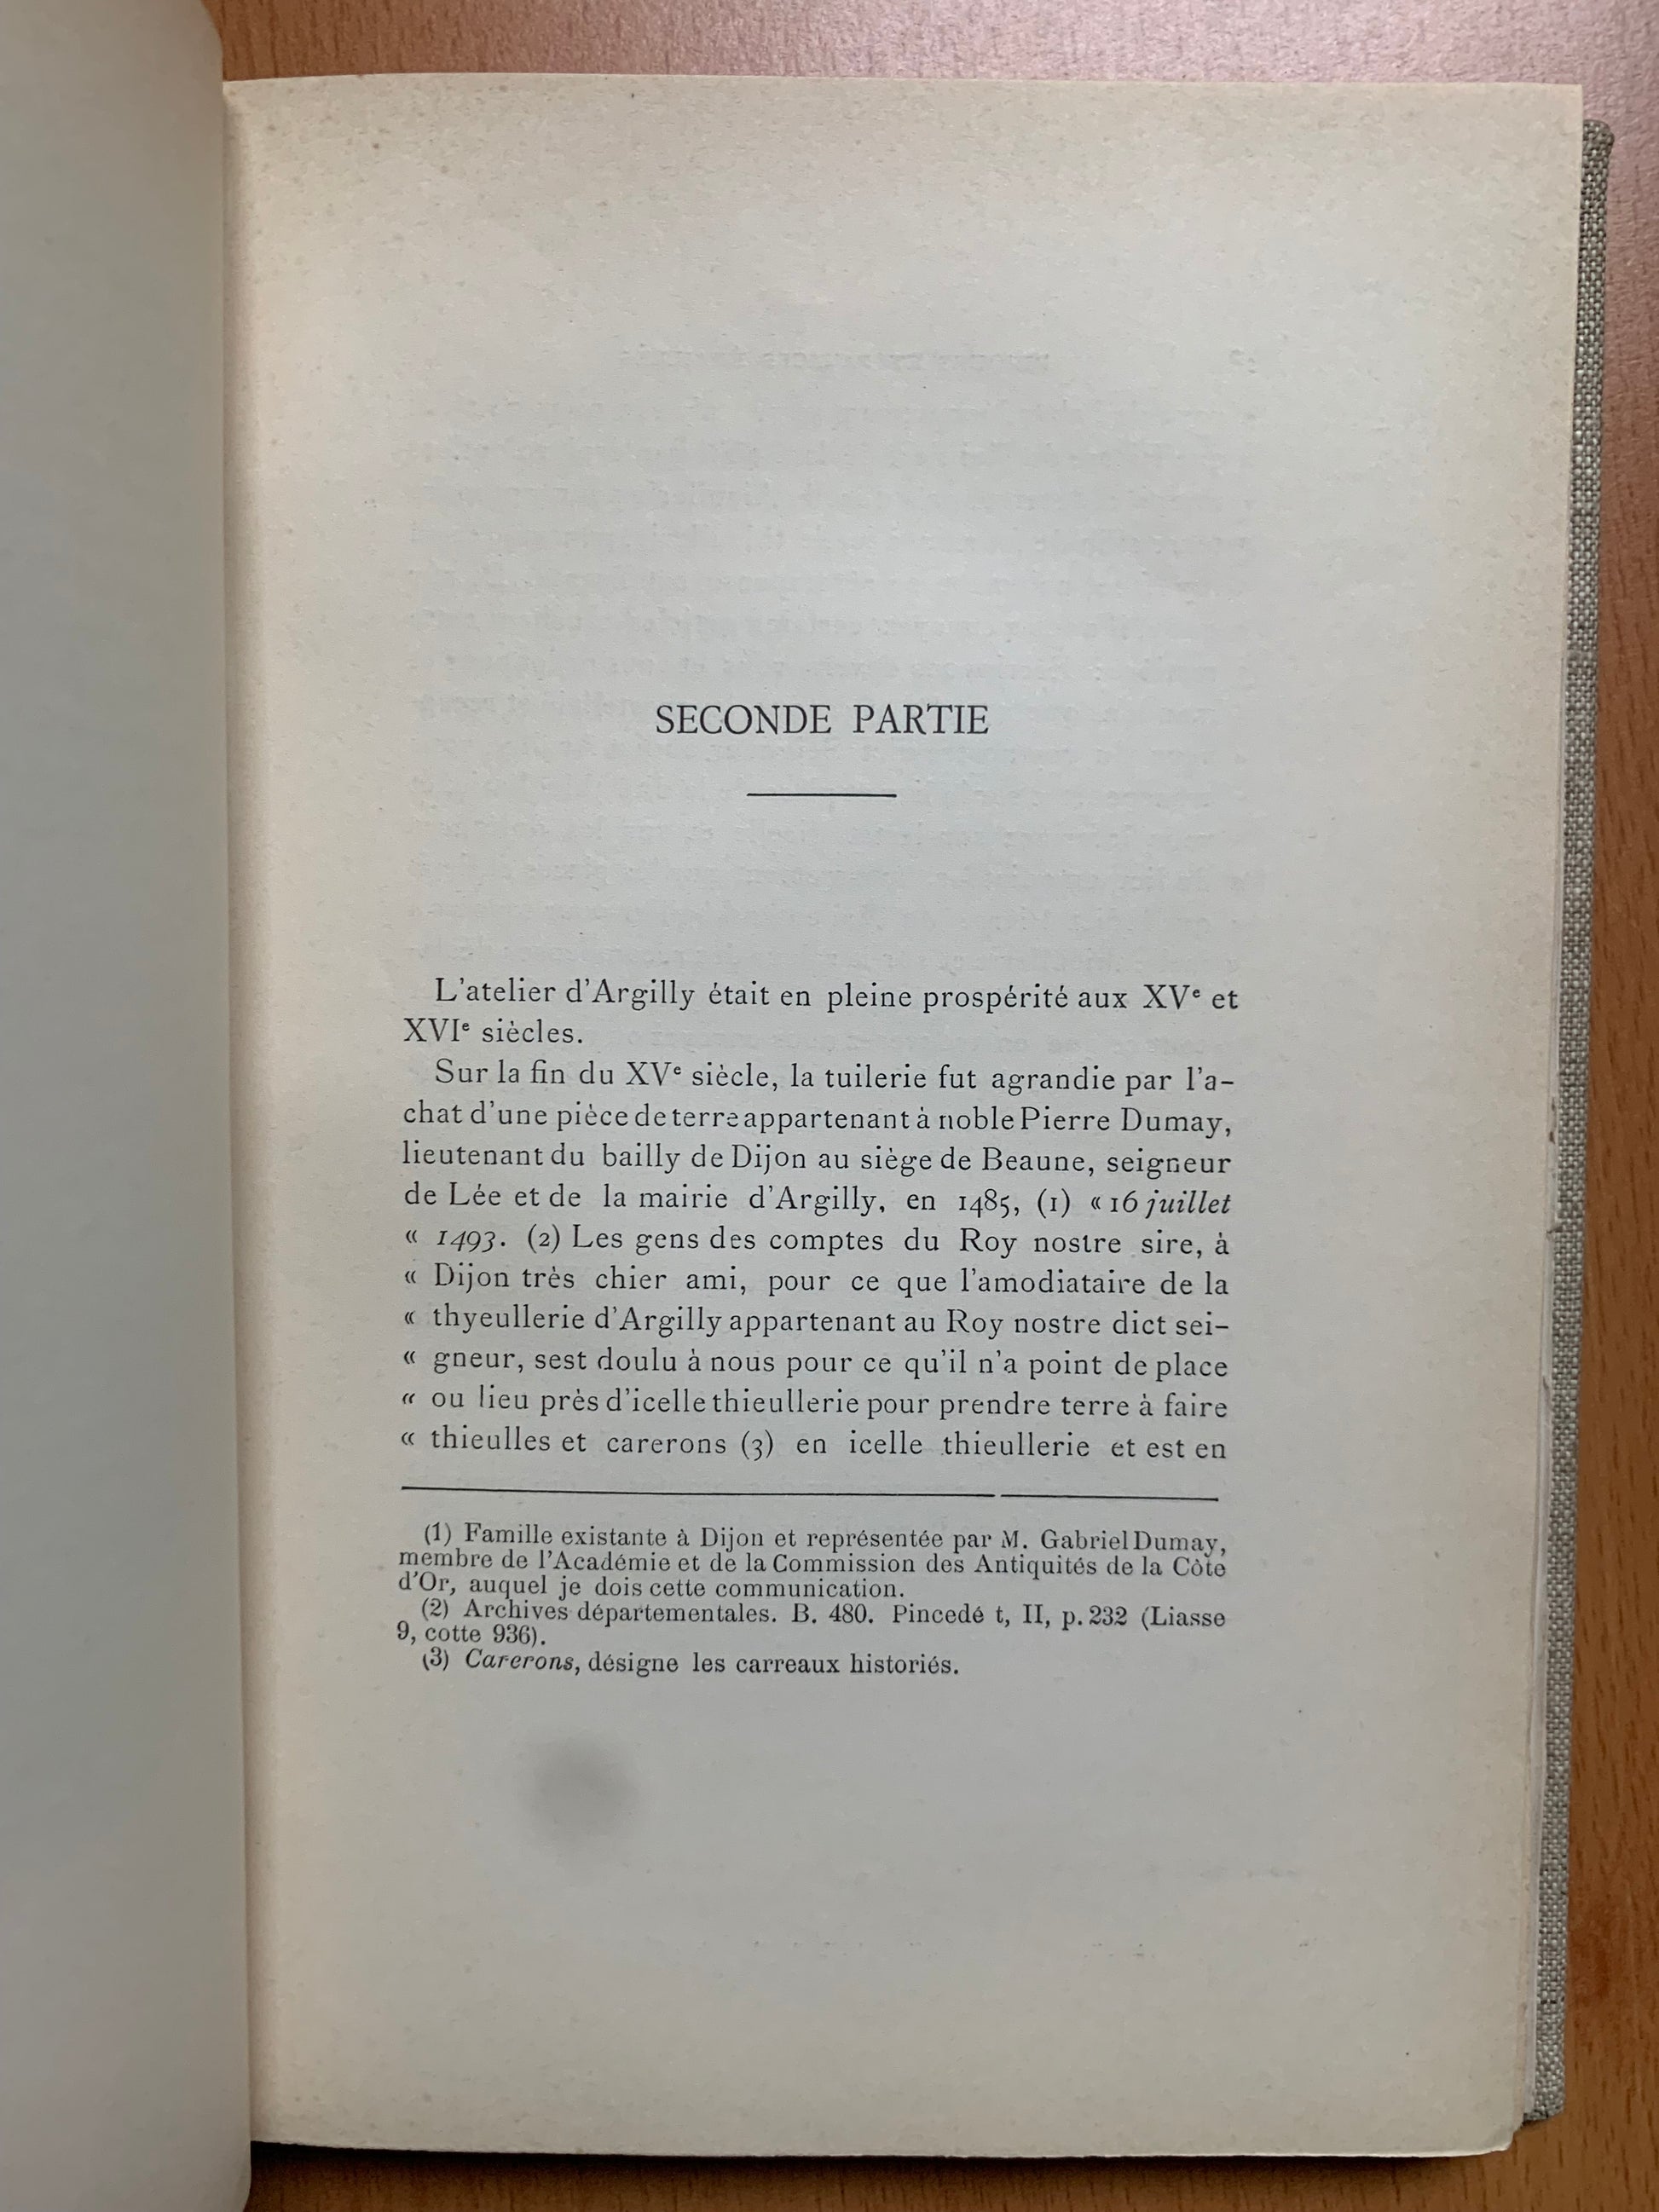 SECONDE PARTIE
L'atelier d'Argilly était en pleine prospérité aux XVe et
XVIe siècles.
Sur la fin du XVe siècle, la tuilerie fut agrandie par l'a-
chat d'une pièce de terre appartenant à noble Pierre Dumay,
lieutenant du bailly de Dijon au siège de Beaune, seigneur
de Lée et de la mairie d'Argilly, en 1485, (1) « 16 juillet
« 1493. (2) Les gens des comptes du Roy nostre sire, à
« Dijon très chier ami, pour ce que l'amodiataire de la
« thyeullerie d'Argilly appartenant au Roy nostre dict sei-
« gneur, sest doulu à nous pour ce qu'il n'a point de place
« ou lieu près d'icelle thieullerie pour prendre terre à faire
« thieulles et carerons (3) en icelle thieullerie et est en
(1) Famille existante à Dijon et représentée par M. Gabriel Dumay,
membre de l'Académie et de la Commission des Antiquités de la Côte
d'Or, auquel je dois cette communication.
(2) Archives départementales. B. 480. Pincedé t, II, p. 232 (Liasse
9, cotte 936).
(3) Carerons, désigne les carreaux historiés.